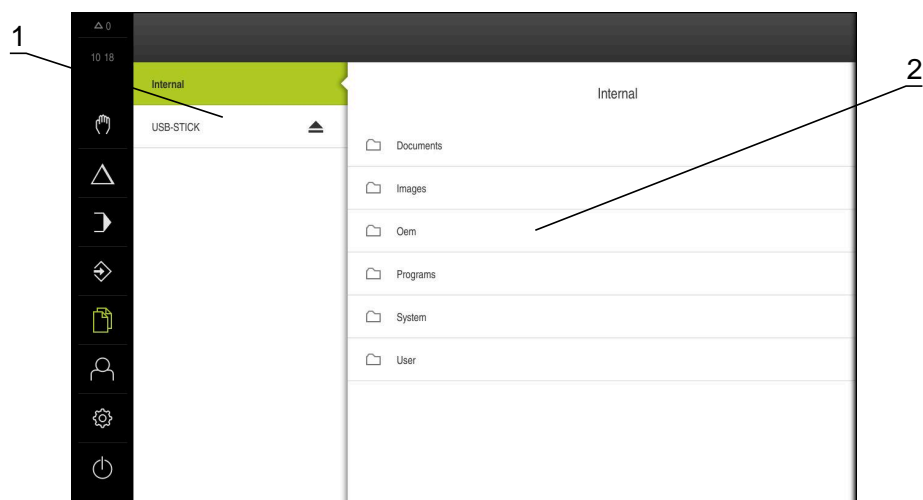 1
0
10 18
2
Internal
USB-STICK
Internal
Documents
Images
Oem
Programs
System
User